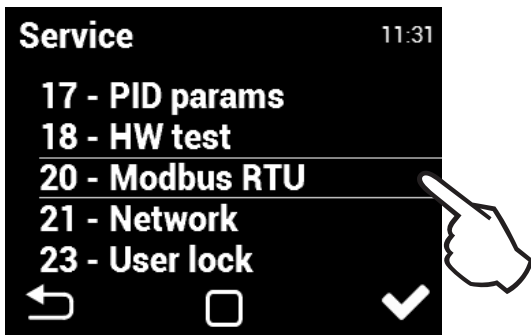 Service
11:31
17 - PID params
18 - HW test
20 - Modbus RTU
21 - Network
23 - User lock